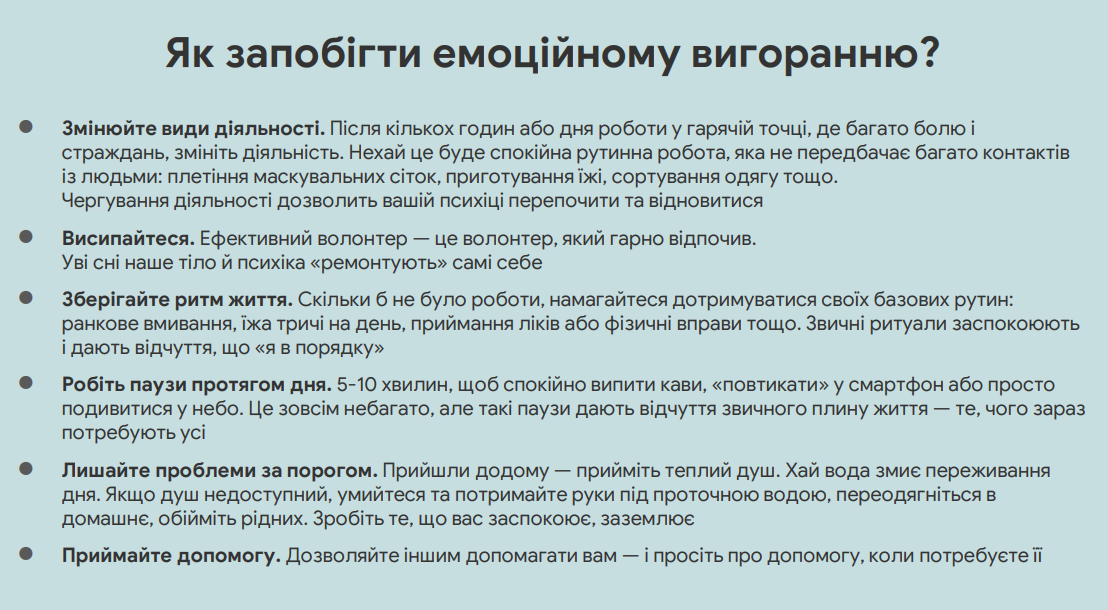 Як запобігти емоційному вигоранню?
● Змінюйте види діяльності. Після кількох годин або дня роботи у гарячій точці, де багато болю і
страждань, змініть діяльність. Нехай це буде спокійна рутинна робота, яка не передбачає багато контактів
із людьми: плетіння маскувальних сіток, приготування їжі, сортування одягу тощо.
Чергування діяльності дозволить вашій психіці перепочити та відновитися
● Висипайтеся. Ефективний волонтер — це волонтер, який гарно відпочив.
Уві сні наше тіло й психіка «ремонтують» самі себе
● Зберігайте ритм життя. Скільки б не було роботи, намагайтеся дотримуватися своїх базових рутин:
ранкове вмивання, їжа тричі на день, приймання ліків або фізичні вправи тощо. Звичні ритуали заспокоюють
і дають відчуття, що «я в порядку»
● Робіть паузи протягом дня. 5-10 хвилин, щоб спокійно випити кави, «повтикати» у смартфон або просто
подивитися у небо. Це зовсім небагато, але такі паузи дають відчуття звичного плину життя — те, чого зараз
потребують усі
● Лишайте проблеми за порогом. Прийшли додому — прийміть теплий душ. Хай вода змиє переживання
дня. Якщо душ недоступний, умийтеся та потримайте руки під проточною водою, переодягніться в
домашнє, обійміть рідних. Зробіть те, що вас заспокоює, заземлює
● Приймайте допомогу. Дозволяйте іншим допомагати вам — і просіть про допомогу, коли потребуєте її